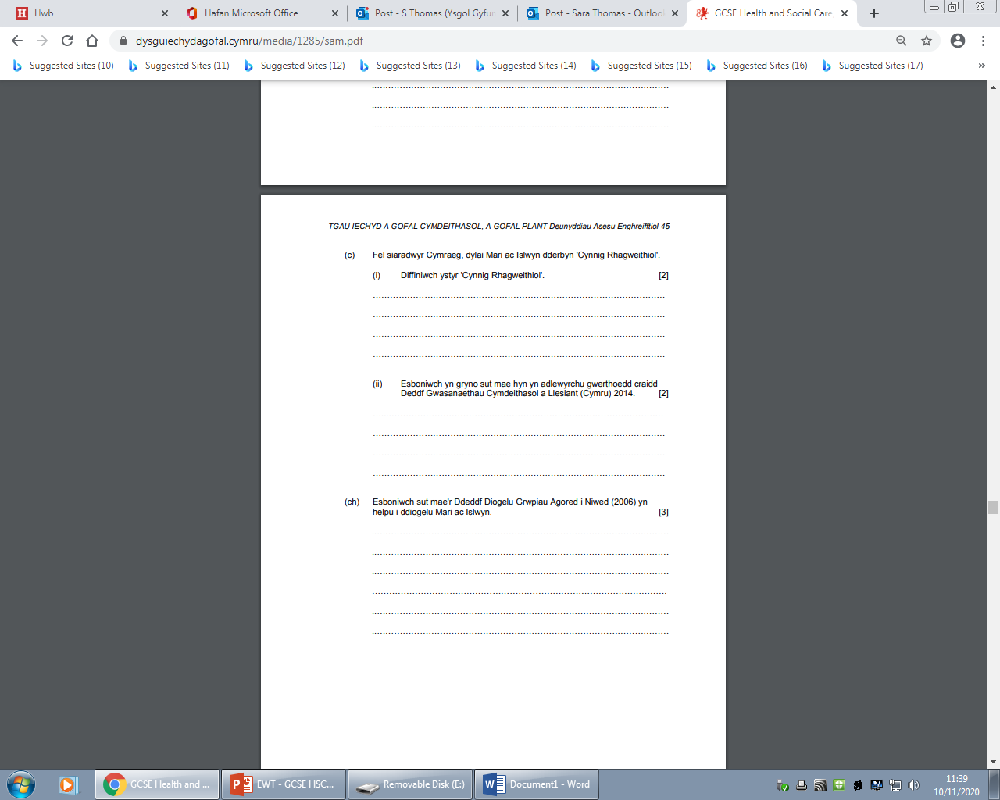 Hwb
Hafan Microsoft Office
Post - S Thomas (Ysgol Gyfun
Post - Sara Thomas - Outlook
GCSE Health and Social Care
dysguiechydagofal.cymru/media/1285/sam.pdf
Suggested Sites (10) Suggested Sites (11) Suggested Sites (12) Suggested Sites (13) Suggested Sites (14) Suggested Sites (15) Suggested Sites (16) Suggested Sites (17) »
TGAU IECHYD A GOFAL CYMDEITHASOL, A GOFAL PLANT Deunyddiau Asesu Enghreifftiol 45
(c) Fel siaradwyr Cymraeg, dylai Mari ac Islwyn dderbyn 'Cynnig Rhagweithiol'.
(i) Diffiniwch ystyr 'Cynnig Rhagweithiol'. [2]
(ii) Esboniwch yn gryno sut mae hyn yn adlewyrchu gwerthoedd craidd
Deddf Gwasanaethau Cymdeithasol a Llesiant (Cymru) 2014. [2]
(ch) Esboniwch sut mae'r Ddeddf Diogelu Grwpiau Agored i Niwed (2006) yn
helpu i ddiogelu Mari ac Islwyn. [3]
GCSE Health and ...
EWT - GCSE HSC...
Removable Disk (E:)
Document1 - Word
11:39
10/11/2020